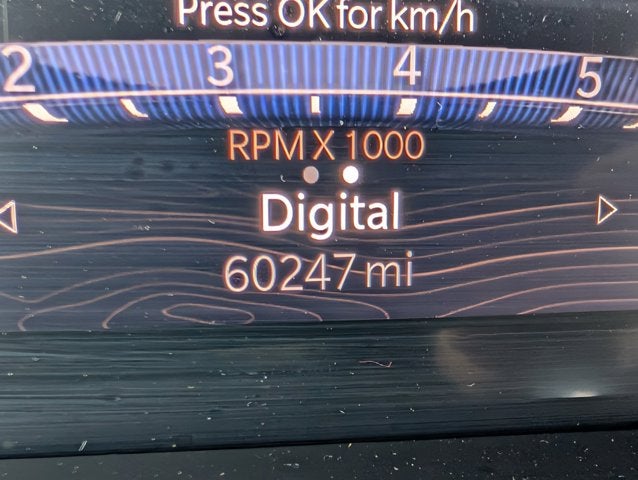 Press OK for km/h
2 3 4 5
RPM X 1000
Digital
60247 mi